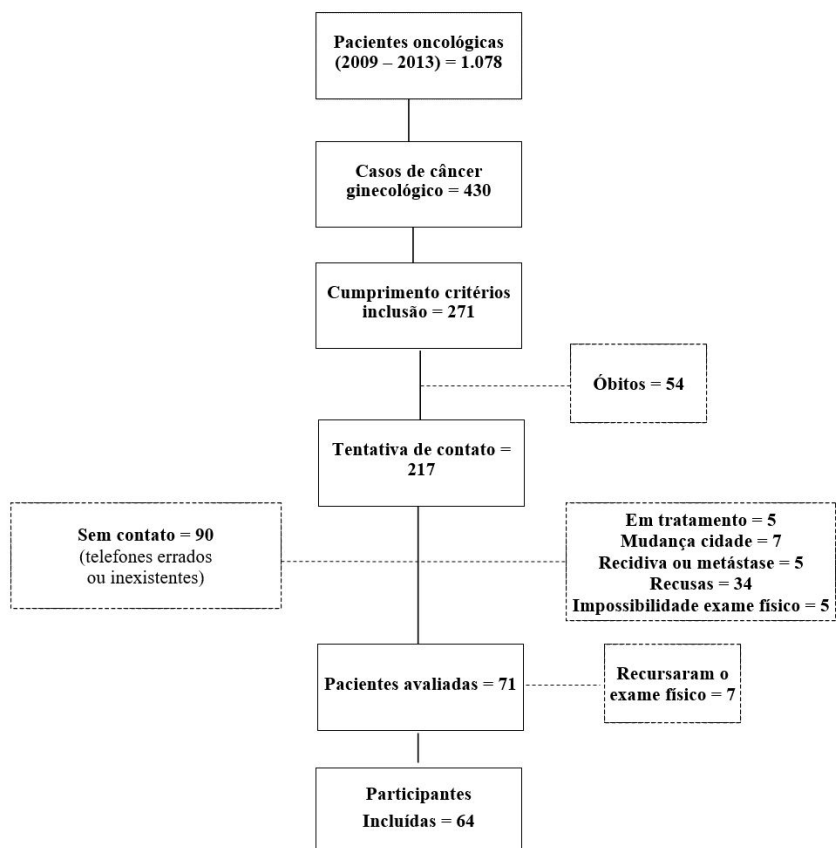 Pacientes oncológicas
(2009 – 2013) = 1.078
Casos de câncer
ginecológico = 430
Cumprimento critérios
inclusão = 271
Óbitos = 54
Tentativa de contato =
217
Sem contato = 90
(telefones errados
ou inexistentes)
Em tratamento = 5
Mudança cidade = 7
Recidiva ou metástase = 5
Recusas = 34
Impossibilidade exame físico = 5
Pacientes avaliadas = 71
Recursaram o
exame físico = 7
Participantes
Incluídas = 64